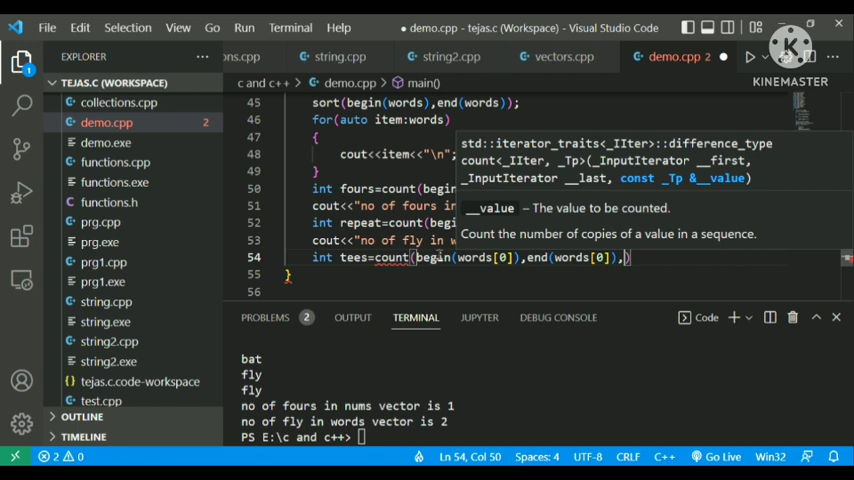 File Edit Selection View Go Run Terminal Help ● demo.cpp - tejas.c (Workspace) - Visual Studio Code
EXPLORER ons.cpp string.cpp string2.cpp vectors.cpp demo.cpp 2
K
KINEMASTER
TEJAS.C (WORKSPACE)
c and c++ > demo.cpp > main()
collections.cpp
demo.cpp 2
demo.exe
functions.cpp
functions.exe
functions.h
prg.cpp
prg.exe
prg1.cpp
prg1.exe
string.cpp
string.exe
string2.cpp
string2.exe
tejas.c.code-workspace
test.cpp
OUTLINE
TIMELINE
45 sort(begin(words),end(words));
46 for(auto item:words)
47 {
48 cout<<item<<"\n";
49 }
50 int fours=count(begin
51 cout<<"no of fours in
52 int repeat=count(beg
53 cout<<"no of fly in w
54 int tees=count(begin(words[0]),end(words[0]),)
55 }
56
std::iterator_traits<_IIter>::difference_type
count<_IIter, _Tp>(_InputIterator __first,
_InputIterator __last, const _Tp &__value)
__value – The value to be counted.
Count the number of copies of a value in a sequence.
PROBLEMS 2 OUTPUT TERMINAL JUPYTER DEBUG CONSOLE Code
bat
fly
fly
no of fours in nums vector is 1
no of fly in words vector is 2
PS E:\c and c++>
2 0 Ln 54, Col 50 Spaces: 4 UTF-8 CRLF C++ Go Live Win32